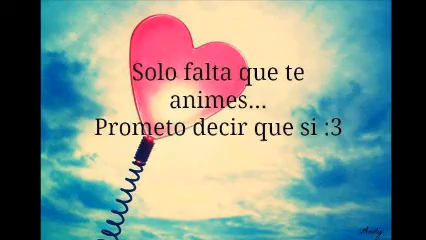 Solo falta que te
animes...
Prometo decir que si :3